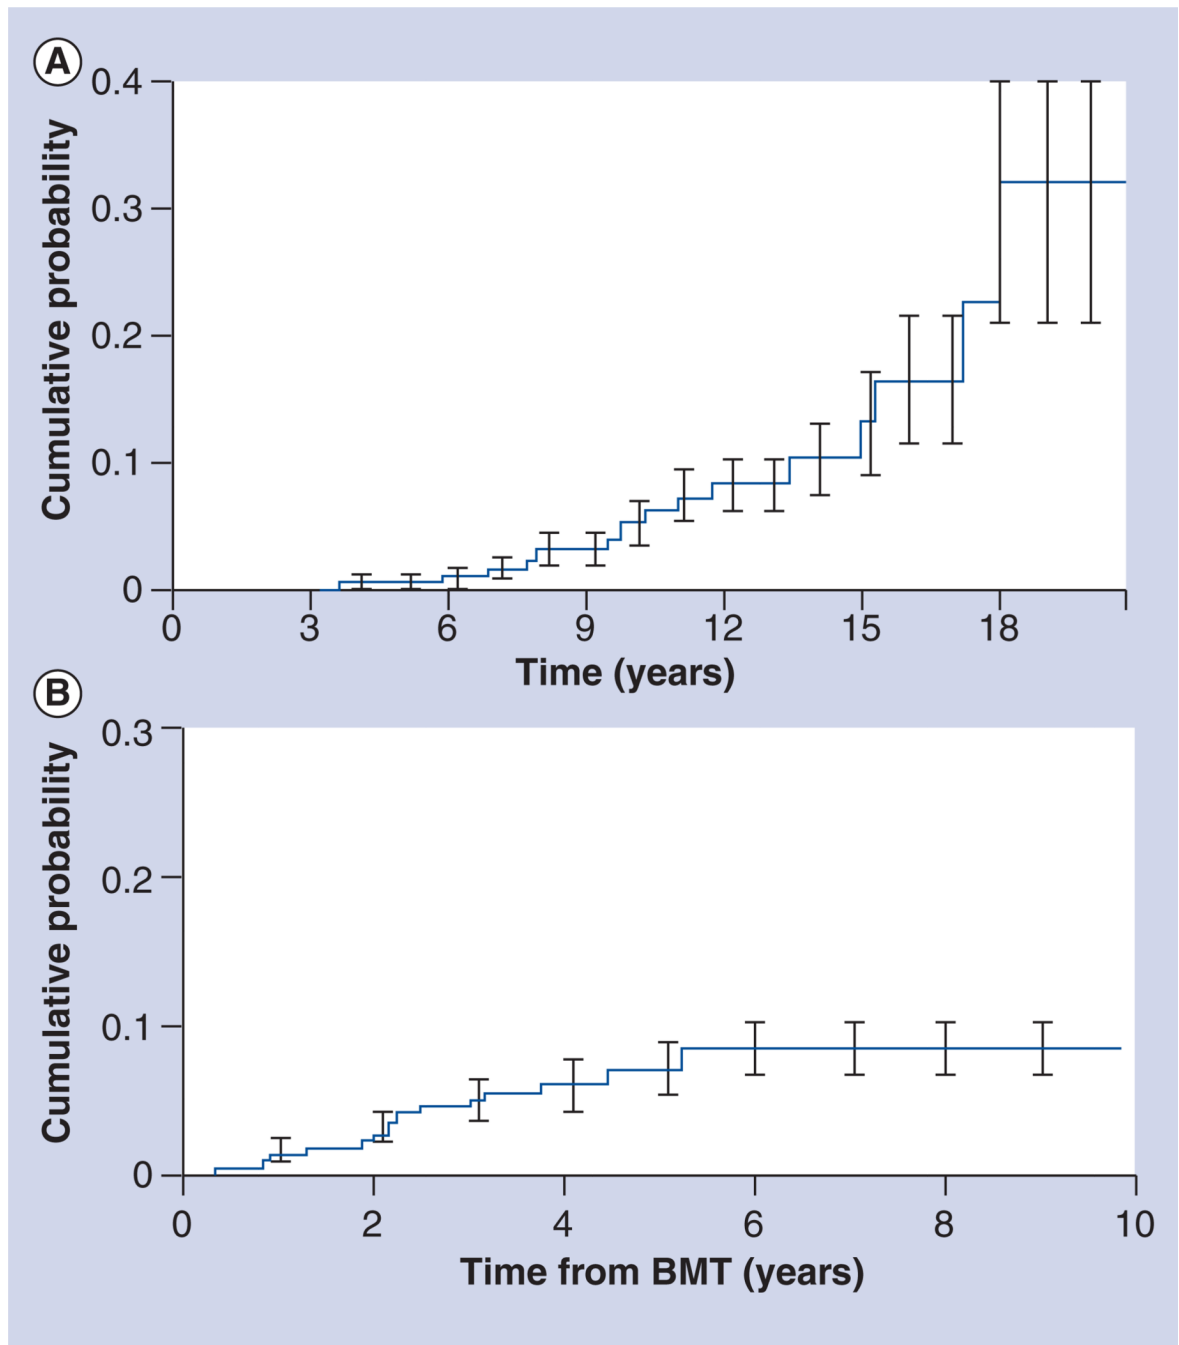 A
Cumulative probability
0.4
0.3
0.2
0.1
0
0 3 6 9 12 15 18
Time (years)
B
Cumulative probability
0.3
0.2
0.1
0
0 2 4 6 8 10
Time from BMT (years)